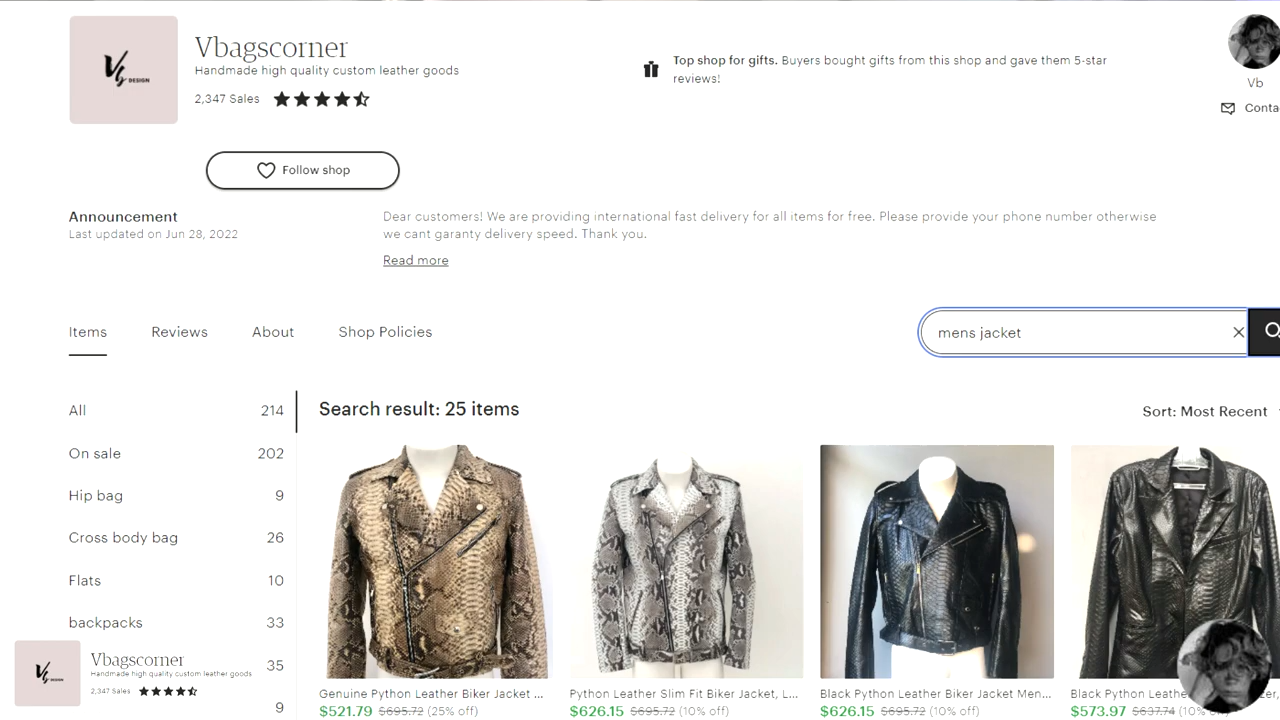 Vb
DESIGN
Vbagscorner
Handmade high quality custom leather goods
2,347 Sales
Top shop for gifts. Buyers bought gifts from this shop and gave them 5-star
reviews!
Vb
Conta
Follow shop
Announcement
Last updated on Jun 28, 2022
Dear customers! We are providing international fast delivery for all items for free. Please provide your phone number otherwise
we cant garanty delivery speed. Thank you.
Read more
Items Reviews About Shop Policies
mens jacket
All 214
On sale 202
Hip bag 9
Cross body bag 26
Flats 10
backpacks 33
35
9
Search result: 25 items
Sort: Most Recent
Genuine Python Leather Biker Jacket ...
$521.79 $695.72 (25% off)
Python Leather Slim Fit Biker Jacket, L...
$626.15 $695.72 (10% off)
Black Python Leather Biker Jacket Men...
$626.15 $695.72 (10% off)
Black Python Leather
$573.97 $637.74 (10%
Vb
DESIGN
Vbagscorner
Handmade high quality custom leather goods
2,347 Sales